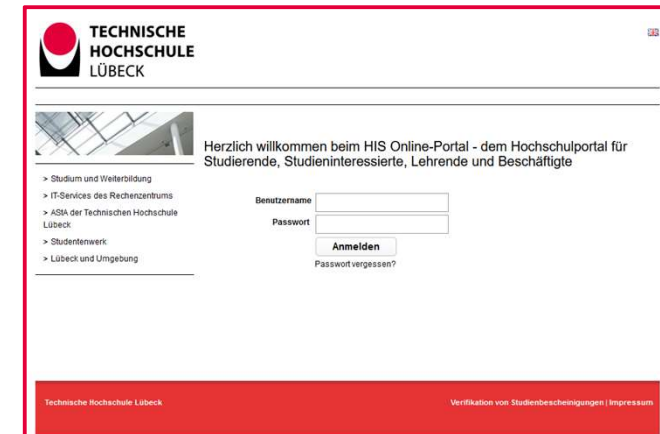 TECHNISCHE
HOCHSCHULE
LÜBECK
Herzlich willkommen beim HIS Online-Portal - dem Hochschulportal für
Studierende, Studieninteressierte, Lehrende und Beschäftigte
> Studium und Weiterbildung
> IT-Services des Rechenzentrums
> AStA der Technischen Hochschule
Lübeck
> Studentenwerk
> Lübeck und Umgebung
Benutzername
Passwort
Anmelden
Passwort vergessen?
Technische Hochschule Lübeck
Verifikation von Studienbescheinigungen | Impressum